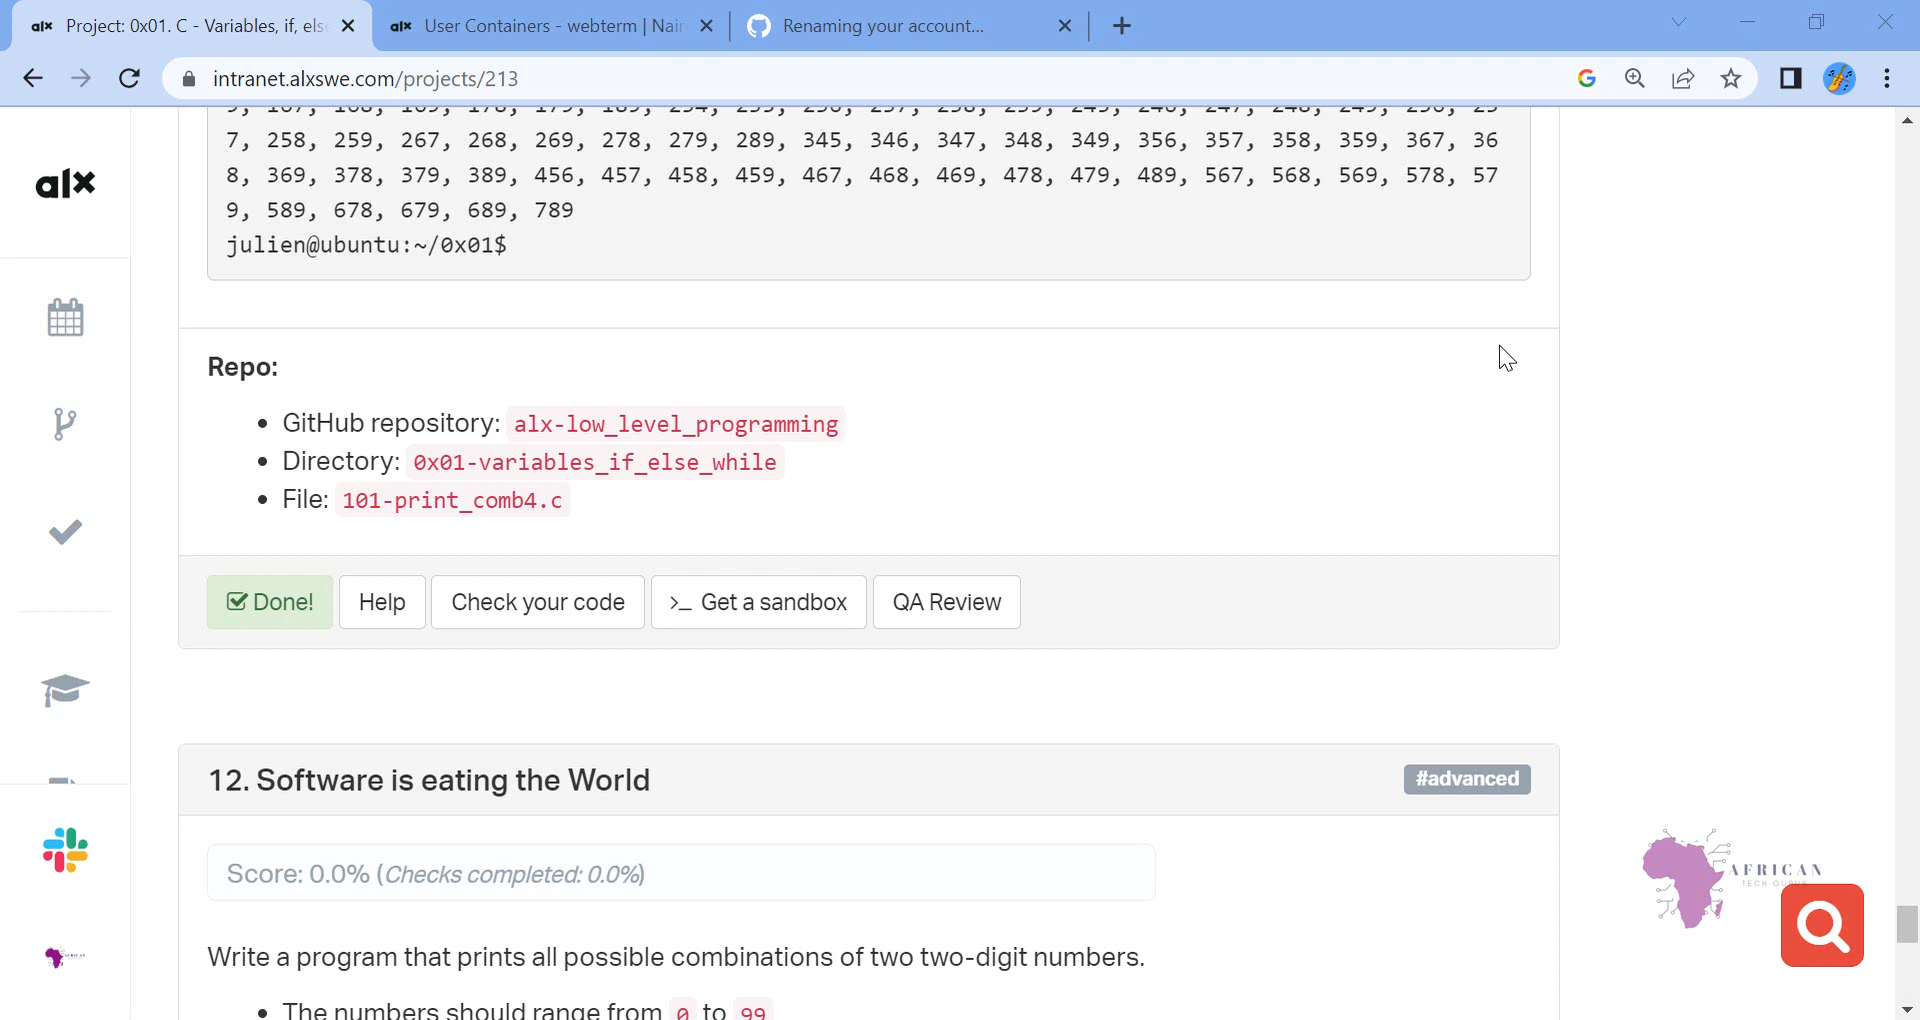 alx Project: 0x01. C - Variables, if, els
alx User Containers - webterm | Nair
Renaming your account...
intranet.alxswe.com/projects/213
7, 258, 259, 267, 268, 269, 278, 279, 289, 345, 346, 347, 348, 349, 356, 357, 358, 359, 367, 36
8, 369, 378, 379, 389, 456, 457, 458, 459, 467, 468, 469, 478, 479, 489, 567, 568, 569, 578, 57
9, 589, 678, 679, 689, 789
julien@ubuntu:~/0x01$
alx
Repo:
• GitHub repository: alx-low_level_programming
• Directory: 0x01-variables_if_else_while
• File: 101-print_comb4.c
Done!
Help
Check your code
>_ Get a sandbox
QA Review
12. Software is eating the World
#advanced
Score: 0.0% (Checks completed: 0.0%)
AFRICAN
TECH GURUS
Write a program that prints all possible combinations of two two-digit numbers.
• The numbers should range from 0 to 99